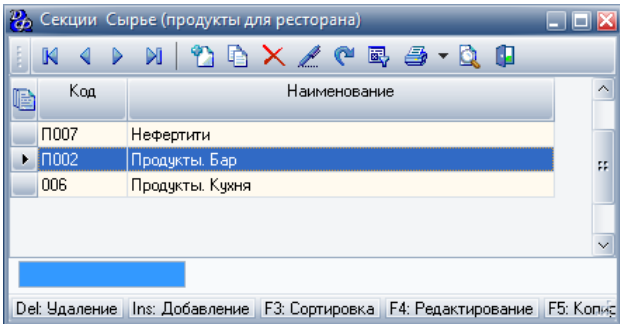 Секции Сырье (продукты для ресторана)
Код Наименование
П007 Нефертити
П002 Продукты. Бар
006 Продукты. Кухня
Del: Удаление Ins: Добавление F3: Сортировка F4: Редактирование F5: